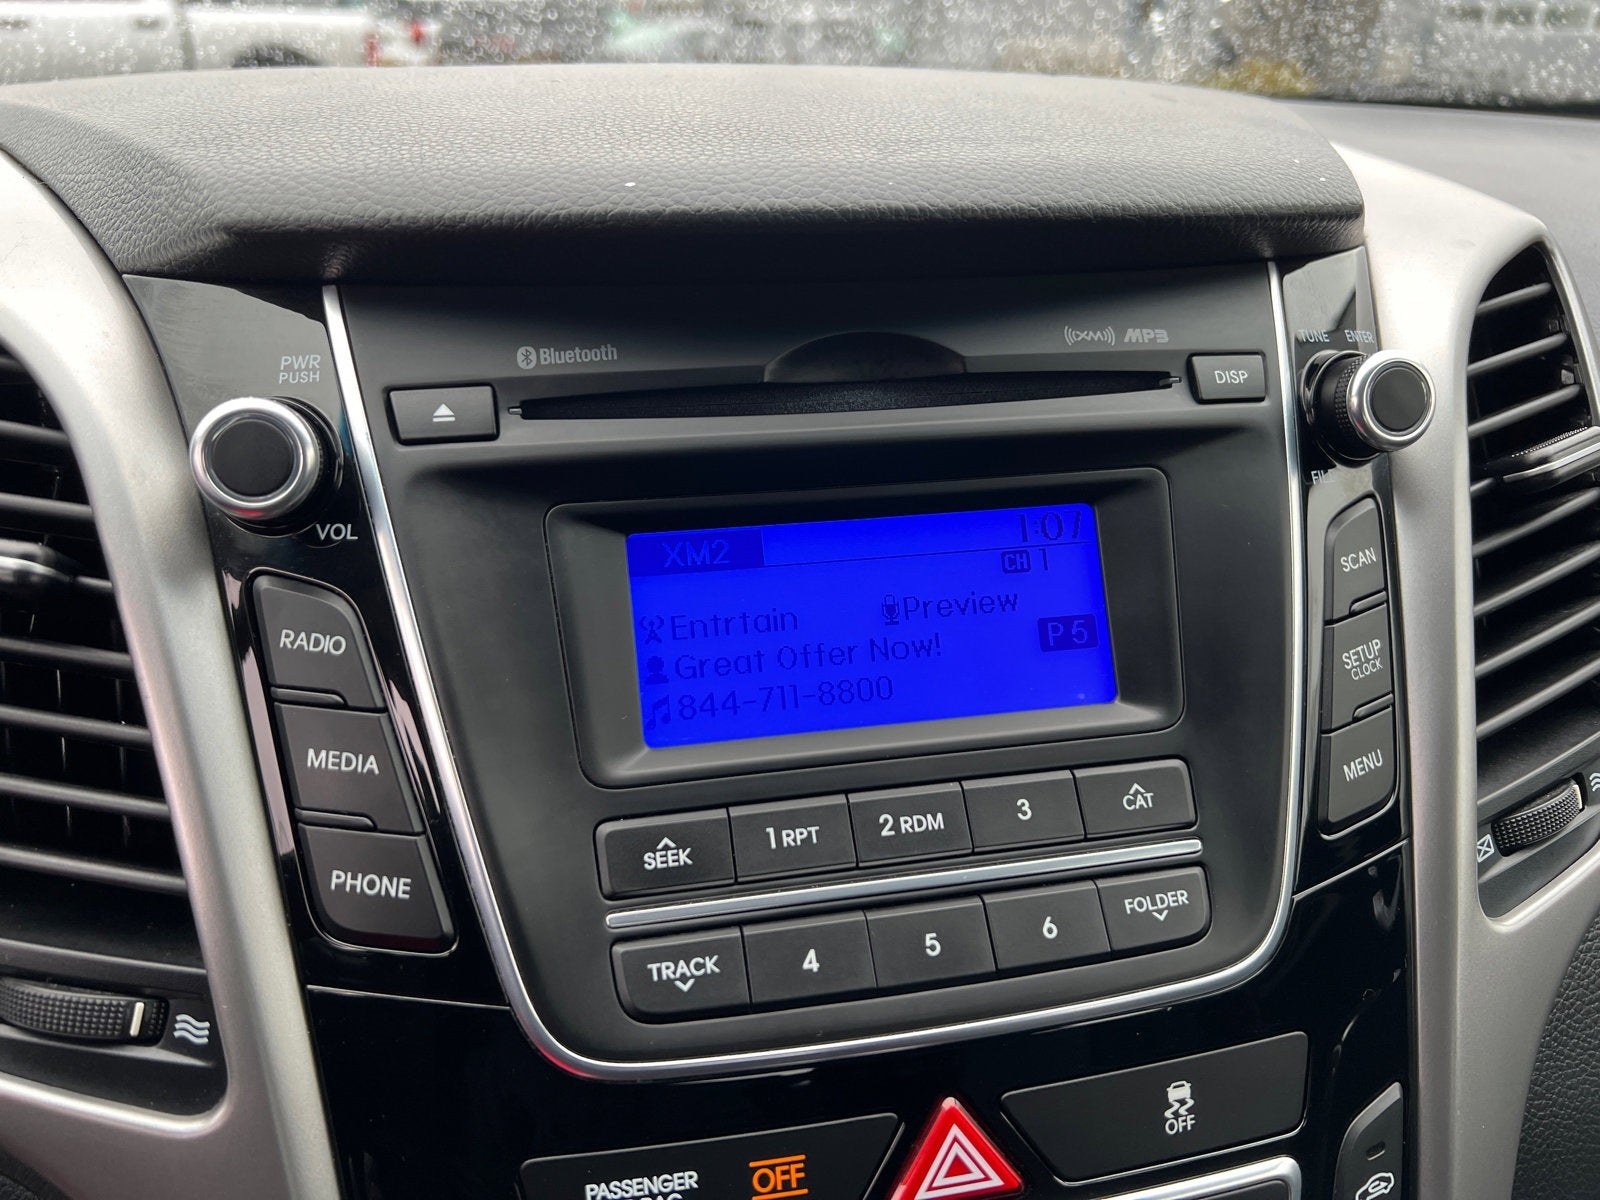 PWR
PUSH
Bluetooth
((XM)) MP3
DISP
TUNE ENTER
VOL
XM2
1:07
CH 1
Entrtain Preview
Great Offer Now!
P5
844-711-8800
RADIO
MEDIA
PHONE
SCAN
SETUP
CLOCK
MENU
SEEK
1 RPT
2 RDM
3
CAT
TRACK
4
5
6
FOLDER
OFF
PASSENGER
OFF